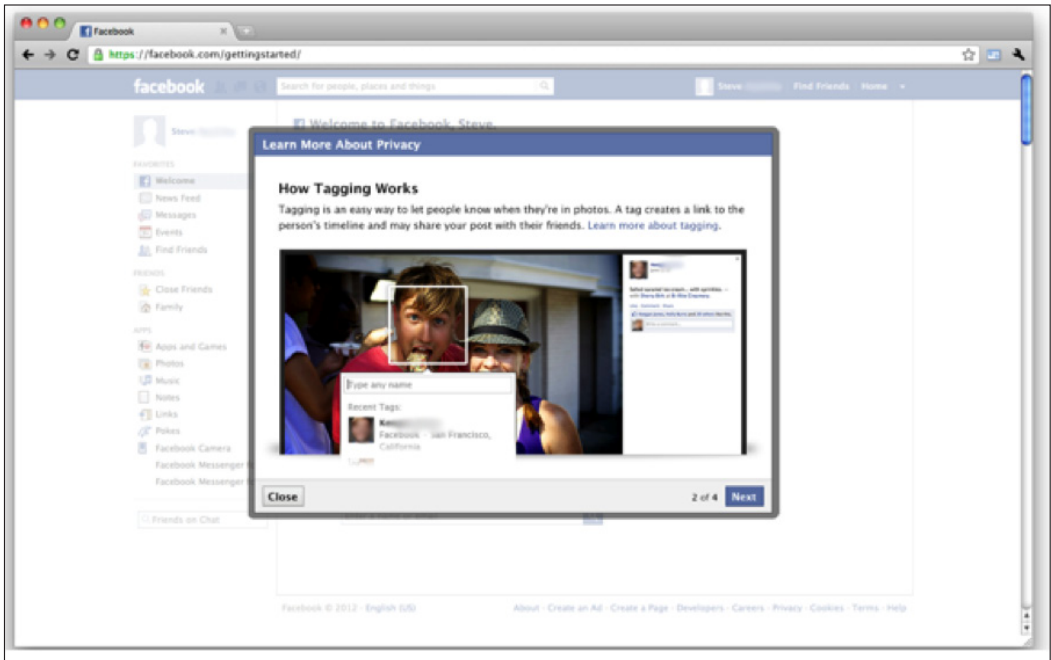 Facebook
https://facebook.com/gettingstarted/
facebook
Search for people, places and things
Steve
Find Friends
Home
Steve
Welcome to Facebook, Steve.
Learn More About Privacy
FAVORITES
Welcome
News Feed
Messages
Events
Find Friends
FRIENDS
Close Friends
Family
APPS
Apps and Games
Photos
Music
Notes
Links
Pokes
Facebook Camera
Facebook Messenger
Facebook Messenger
Friends on Chat
How Tagging Works
Tagging is an easy way to let people know when they're in photos. A tag creates a link to the
person's timeline and may share your post with their friends. Learn more about tagging.
Type any name
Recent Tags:
Facebook · San Francisco,
California
Close
2 of 4
Next
Facebook © 2012 · English (US)
About · Create an Ad · Create a Page · Developers · Careers · Privacy · Cookies · Terms · Help